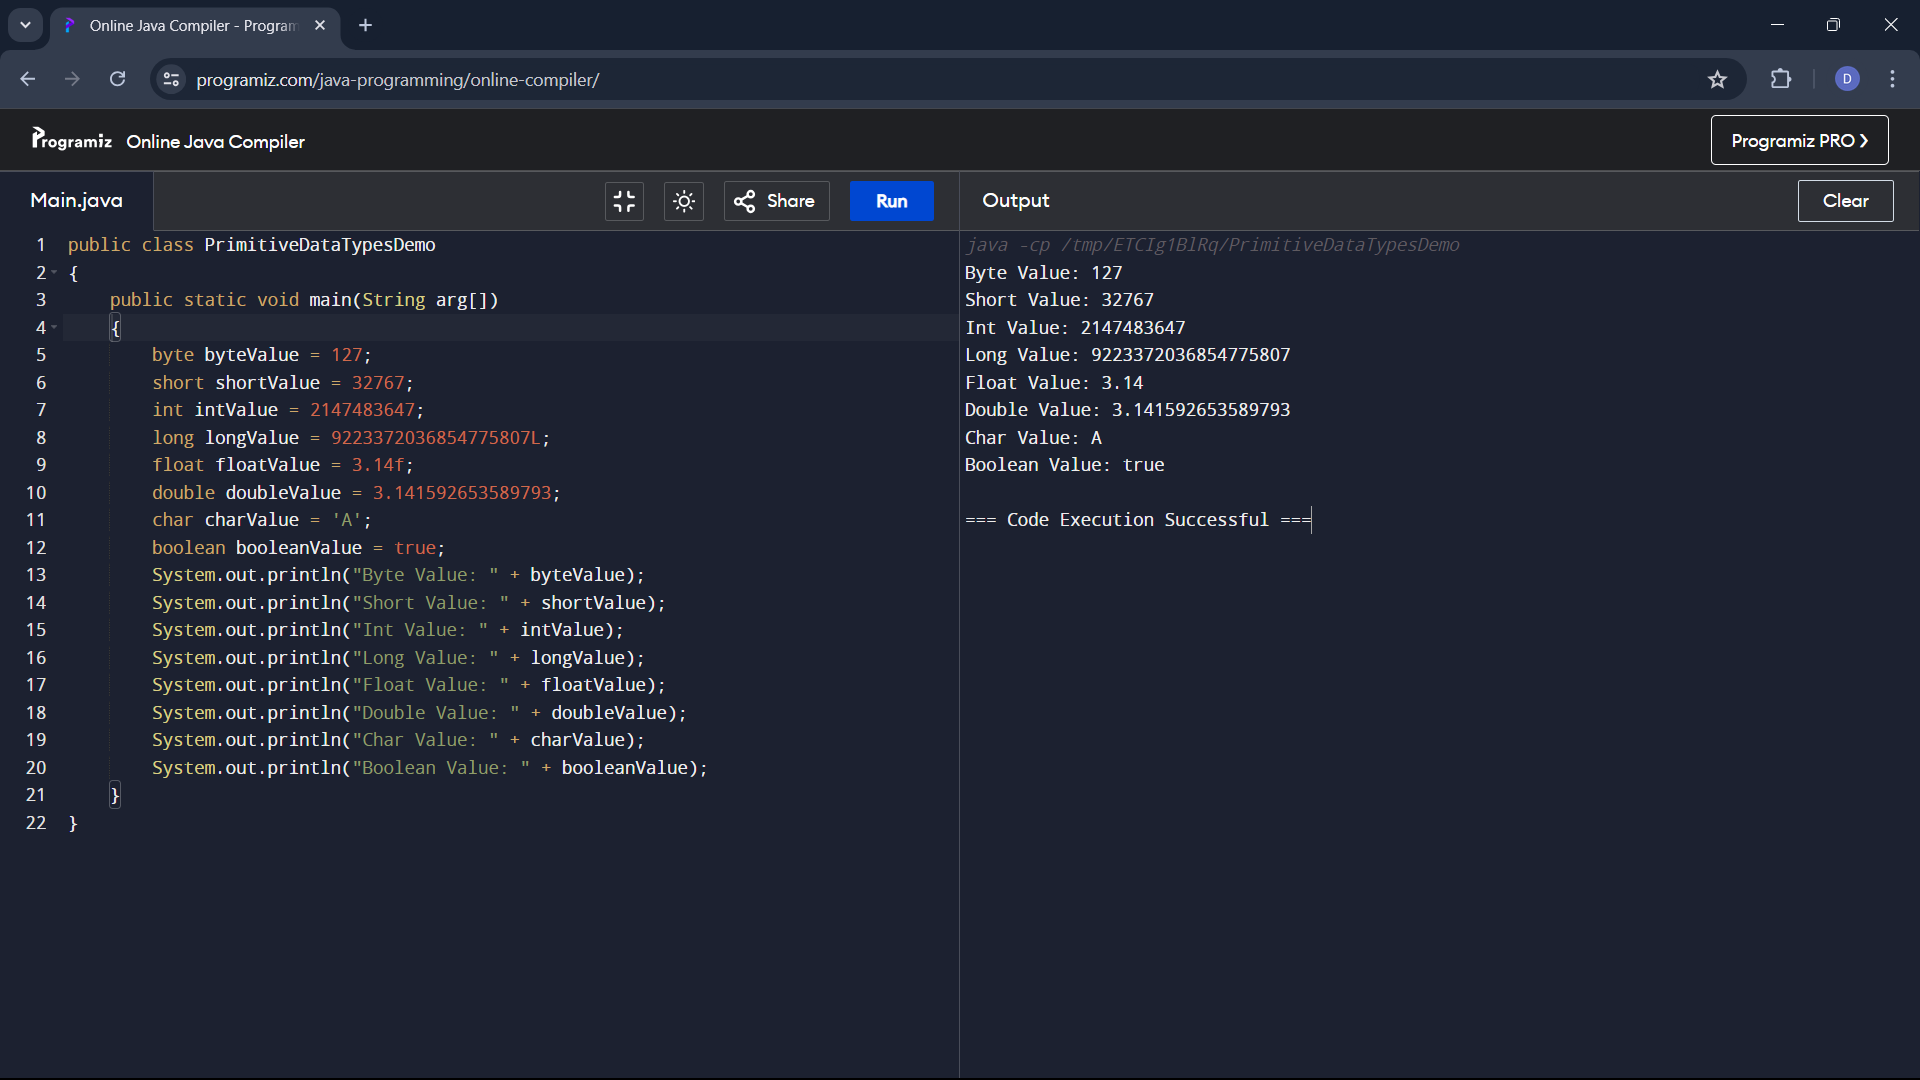 Online Java Compiler - Program
programiz.com/java-programming/online-compiler/
D
Programiz Online Java Compiler
Programiz PRO
Main.java
Share
Run
Output
Clear
1 public class PrimitiveDataTypesDemo
2 {
3     public static void main(String arg[])
4     {
5         byte byteValue = 127;
6         short shortValue = 32767;
7         int intValue = 2147483647;
8         long longValue = 9223372036854775807L;
9         float floatValue = 3.14f;
10         double doubleValue = 3.141592653589793;
11         char charValue = 'A';
12         boolean booleanValue = true;
13         System.out.println("Byte Value: " + byteValue);
14         System.out.println("Short Value: " + shortValue);
15         System.out.println("Int Value: " + intValue);
16         System.out.println("Long Value: " + longValue);
17         System.out.println("Float Value: " + floatValue);
18         System.out.println("Double Value: " + doubleValue);
19         System.out.println("Char Value: " + charValue);
20         System.out.println("Boolean Value: " + booleanValue);
21     }
22 }
java -cp /tmp/ETCIg1BlRq/PrimitiveDataTypesDemo
Byte Value: 127
Short Value: 32767
Int Value: 2147483647
Long Value: 9223372036854775807
Float Value: 3.14
Double Value: 3.141592653589793
Char Value: A
Boolean Value: true
=== Code Execution Successful ===